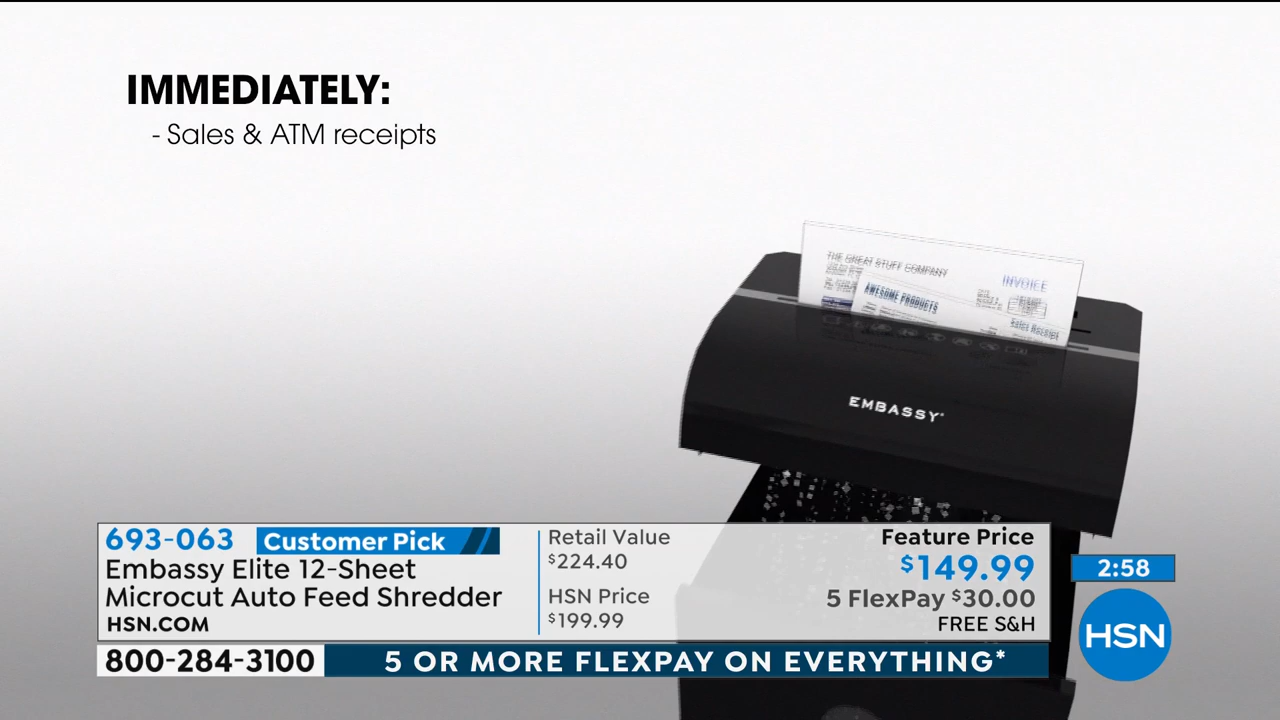 IMMEDIATELY:
- Sales & ATM receipts
THE GREAT STUFF COMPANY
INVOICE
AWESOME PRODUCTS
Sales Receipt
EMBASSY
693-063 Customer Pick
Embassy Elite 12-Sheet
Microcut Auto Feed Shredder
HSN.COM
Retail Value
$224.40
HSN Price
$199.99
Feature Price
$149.99
5 FlexPay $30.00
FREE S&H
2:58
HSN
800-284-3100
5 OR MORE FLEXPAY ON EVERYTHING*